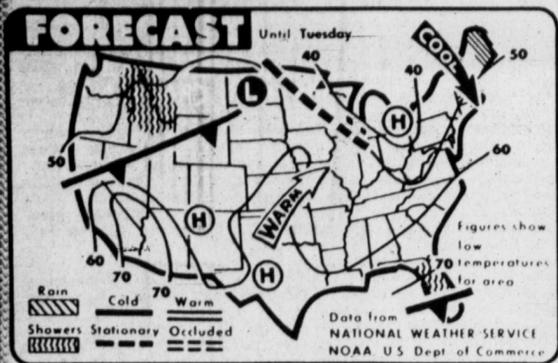 FORECAST
Until Tuesday
40
COOL
50
40
L
H
50
60
WARM
H
H
60
70
70
Figures show
low
70 temperatures
for area
Rain
Cold
Warm
Showers
Stationary
Occluded
Data from
NATIONAL WEATHER SERVICE
NOAA U S Dept. of Commerce